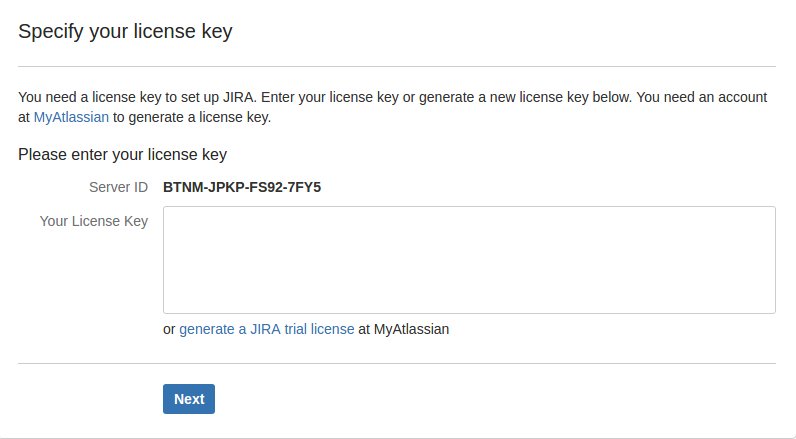 Specify your license key
You need a license key to set up JIRA. Enter your license key or generate a new license key below. You need an account
at MyAtlassian to generate a license key.
Please enter your license key
Server ID BTNM-JPKP-FS92-7FY5
Your License Key
or generate a JIRA trial license at MyAtlassian
Next